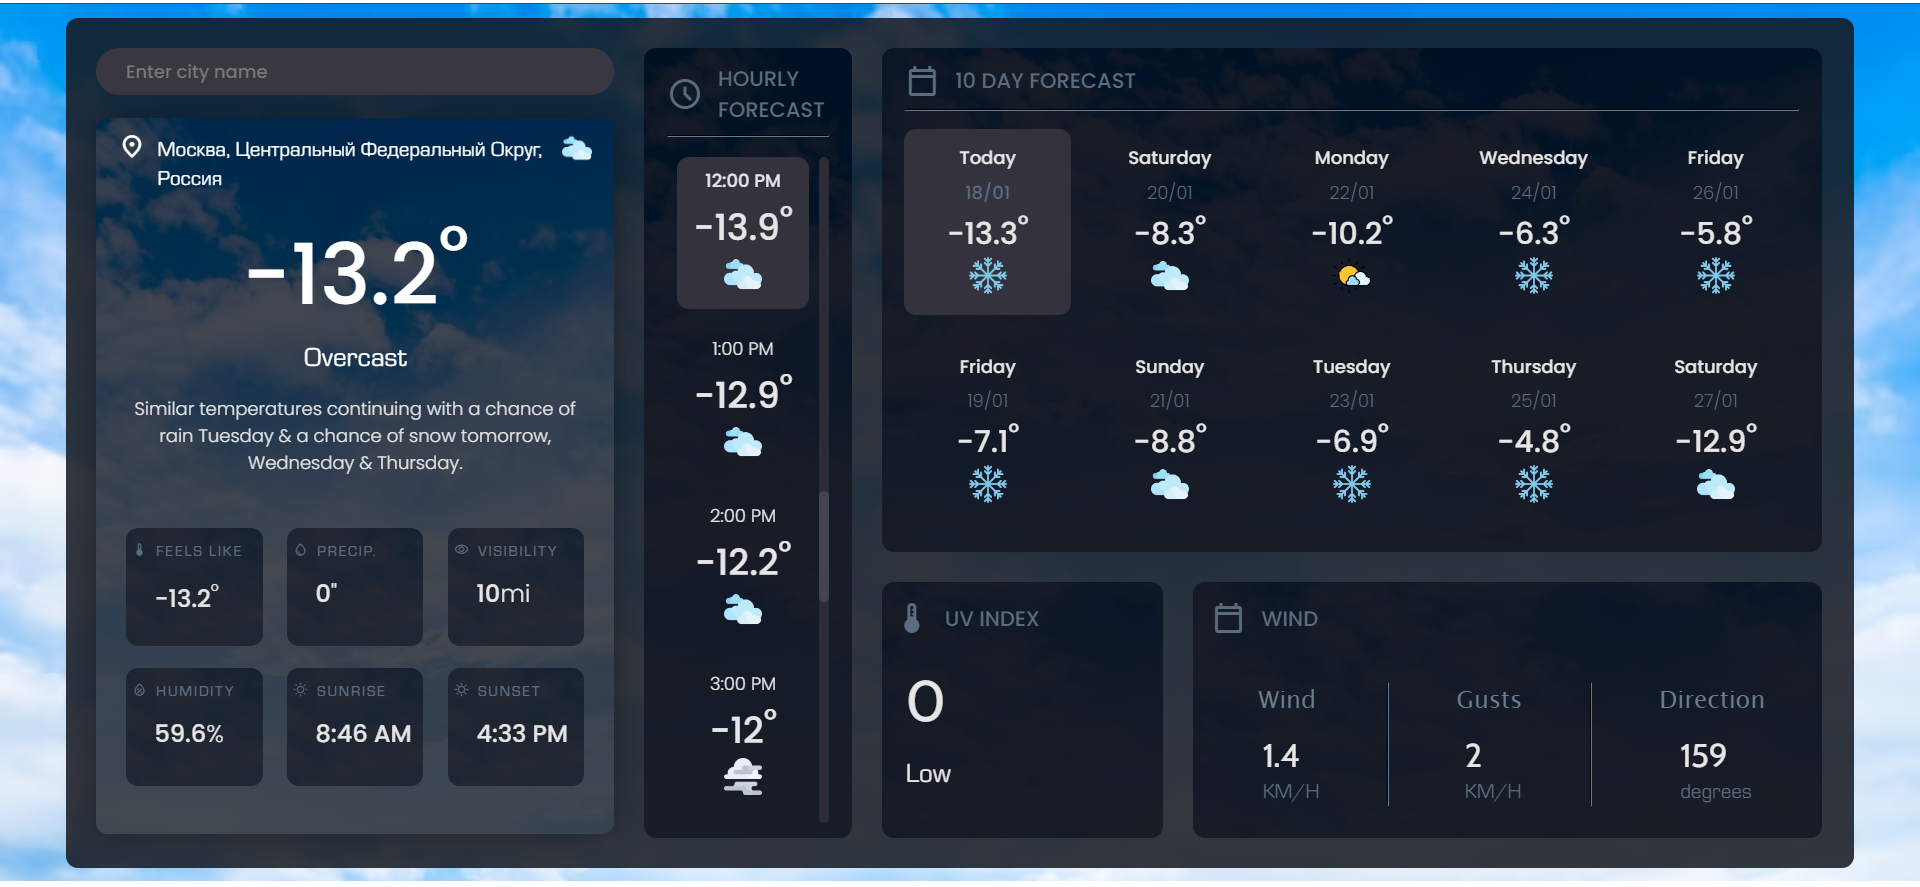 Enter city name
Москва, Центральный Федеральный Округ,
Россия
-13.2°
Overcast
Similar temperatures continuing with a chance of
rain Tuesday & a chance of snow tomorrow,
Wednesday & Thursday.
FEELS LIKE
-13.2°
PRECIP.
0"
VISIBILITY
10mi
HUMIDITY
59.6%
SUNRISE
8:46 AM
SUNSET
4:33 PM
HOURLY
FORECAST
12:00 PM
-13.9°
1:00 PM
-12.9°
2:00 PM
-12.2°
3:00 PM
-12°
10 DAY FORECAST
Today
18/01
-13.3°
Saturday
20/01
-8.3°
Monday
22/01
-10.2°
Wednesday
24/01
-6.3°
Friday
26/01
-5.8°
Friday
19/01
-7.1°
Sunday
21/01
-8.8°
Tuesday
23/01
-6.9°
Thursday
25/01
-4.8°
Saturday
27/01
-12.9°
UV INDEX
0
Low
WIND
Wind
1.4
KM/H
Gusts
2
KM/H
Direction
159
degrees